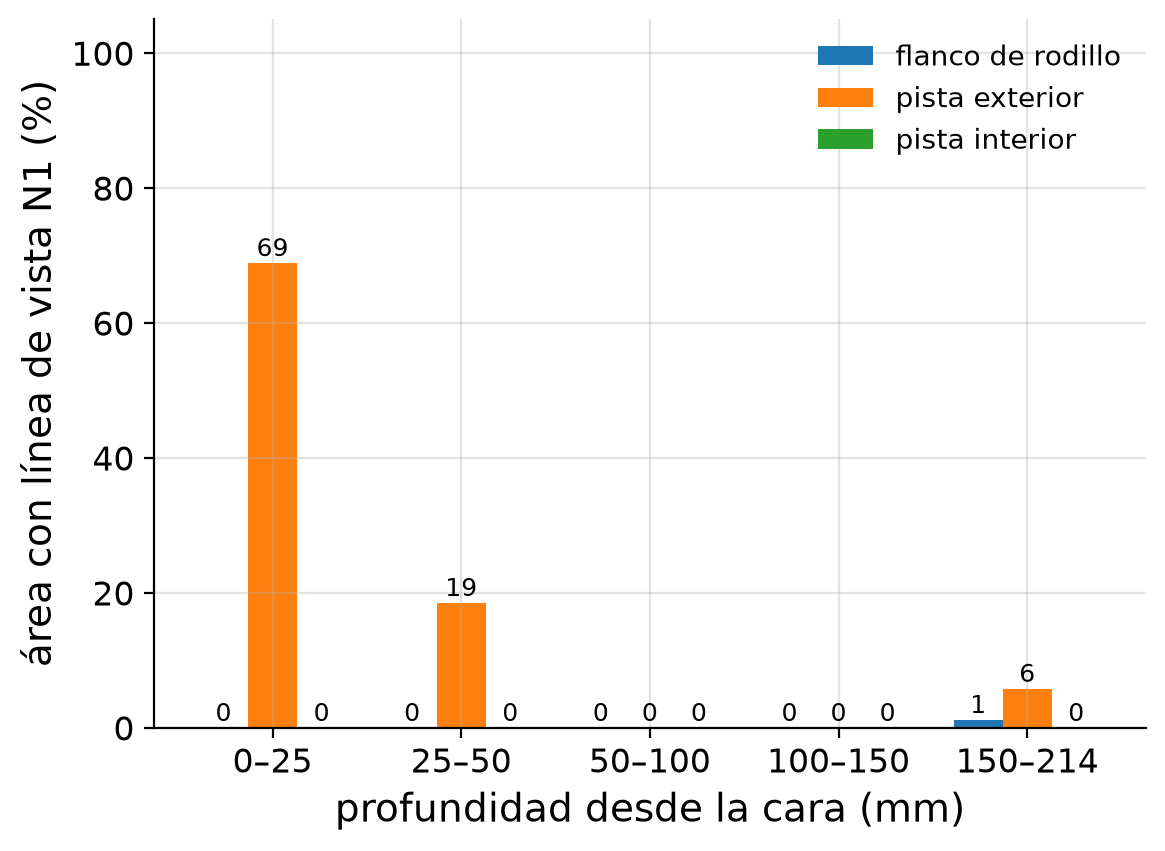 área con línea de vista N1 (%)
100
80
60
40
20
0
flanco de rodillo
pista exterior
pista interior
0 69 0
0 19 0
0 0 0
0 0 0
1 6 0
0–25 25–50 50–100 100–150 150–214
profundidad desde la cara (mm)